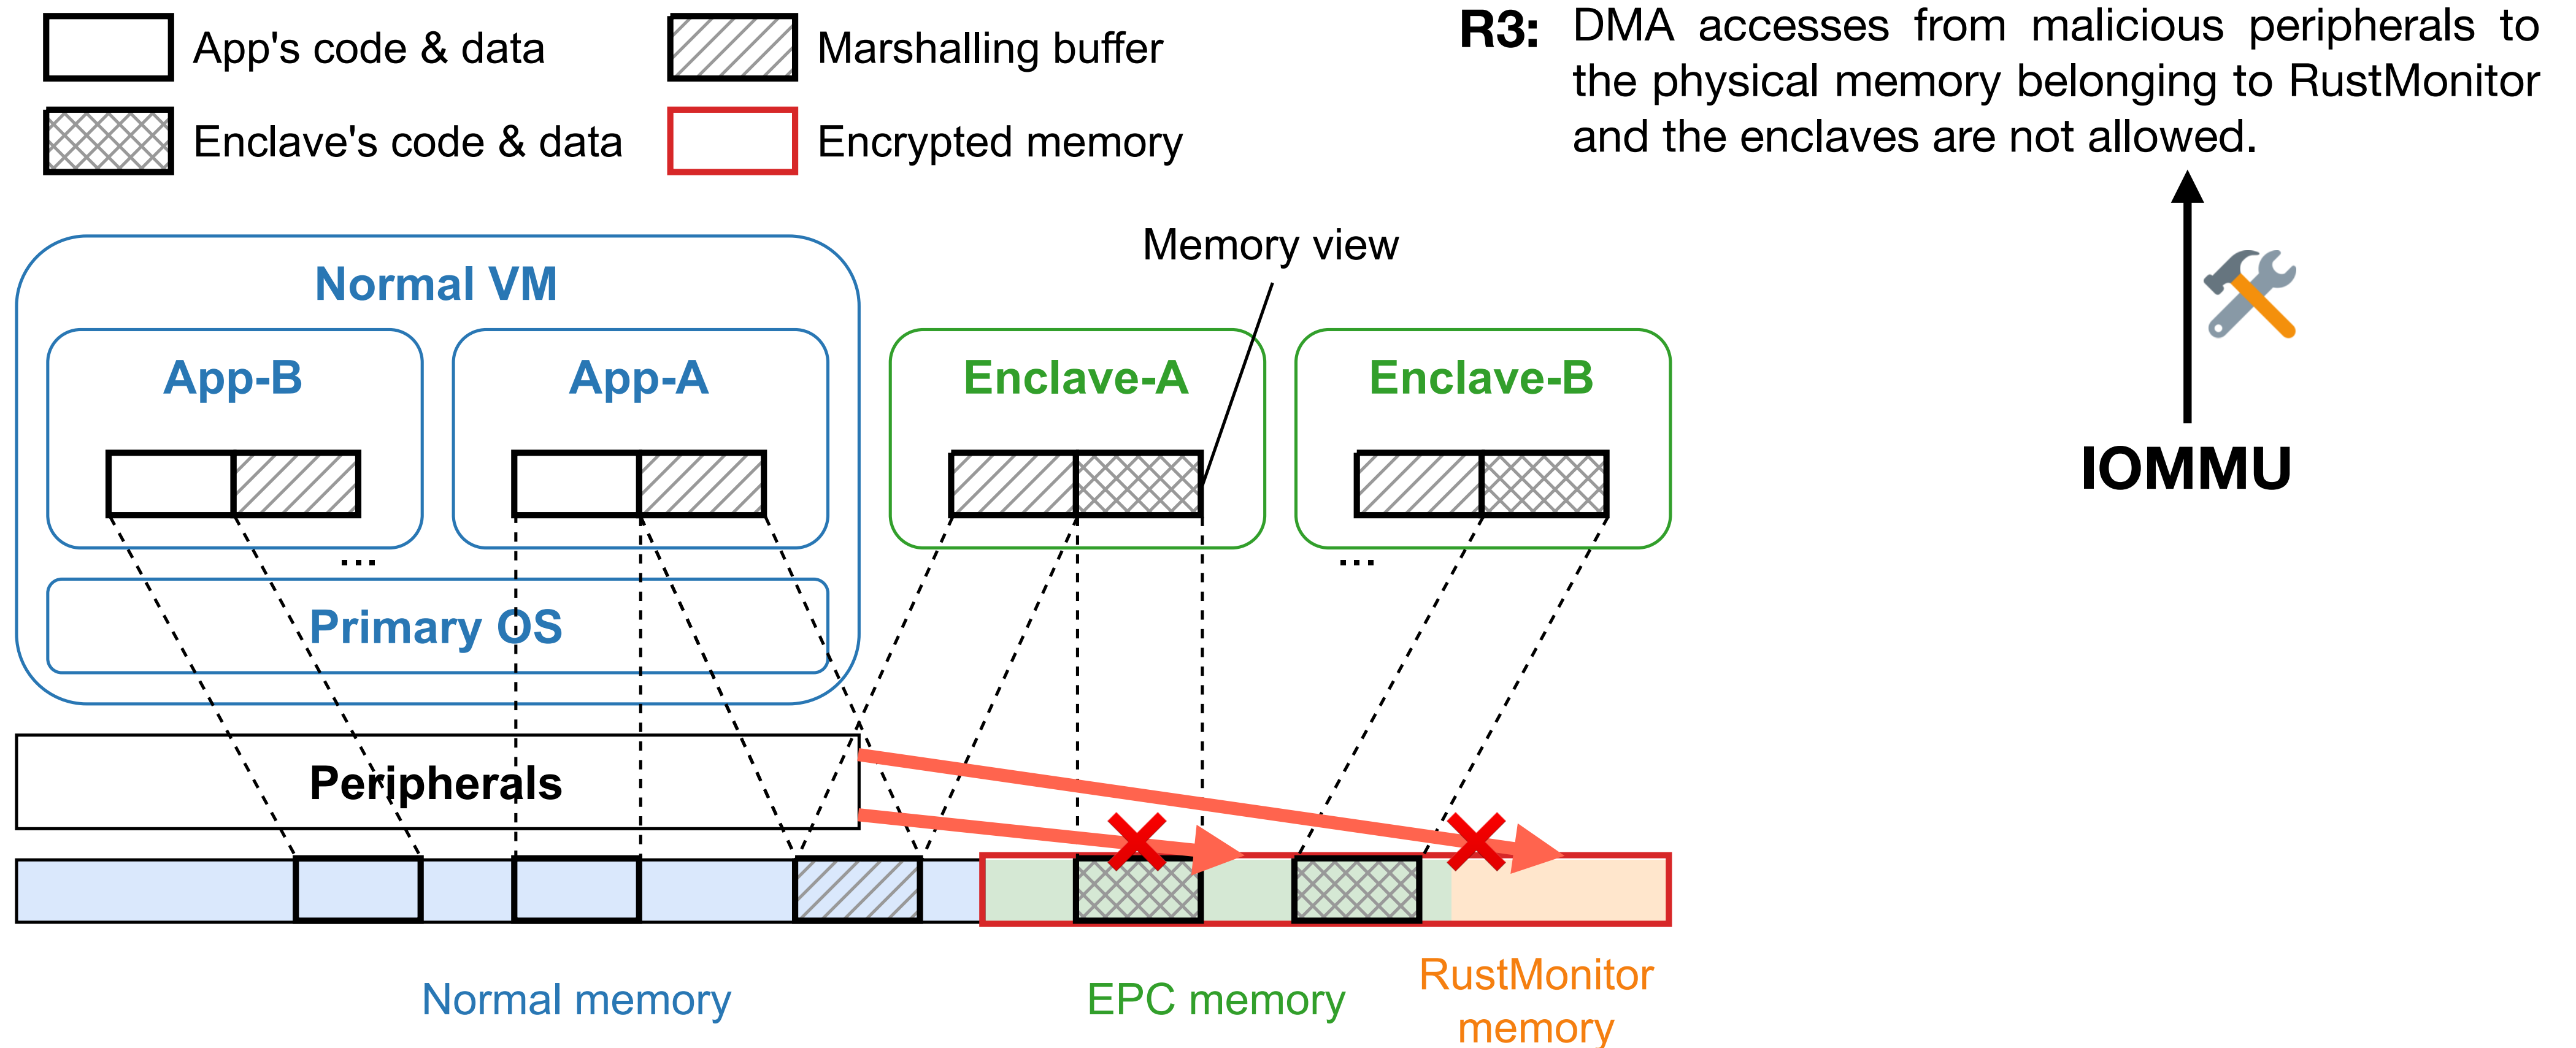 App's code & data
Marshalling buffer
Enclave's code & data
Encrypted memory
R3: DMA accesses from malicious peripherals to
the physical memory belonging to RustMonitor
and the enclaves are not allowed.
IOMMU
Memory view
Normal VM
App-B
App-A
Enclave-A
Enclave-B
...
...
Primary OS
Peripherals
Normal memory
EPC memory
RustMonitor
memory